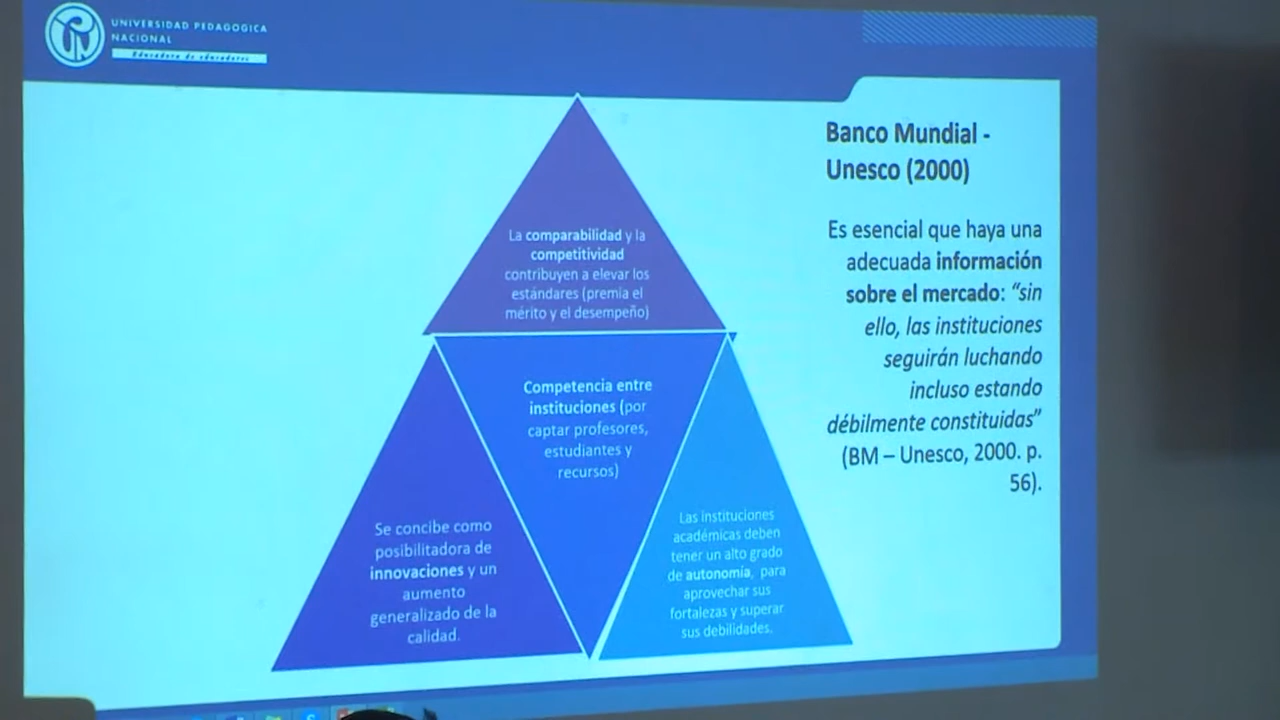 UNIVERSIDAD PEDAGOGICA
NACIONAL
Educadora de educadores
La comparabilidad y la
competitividad
contribuyen a elevar los
estándares (premia el
mérito y el desempeño)
Competencia entre
instituciones (por
captar profesores,
estudiantes y
recursos)
Se concibe como
posibilitadora de
innovaciones y un
aumento
generalizado de la
calidad.
Las instituciones
académicas deben
tener un alto grado
de autonomía, para
aprovechar sus
fortalezas y superar
sus debilidades.
Banco Mundial -
Unesco (2000)
Es esencial que haya una
adecuada información
sobre el mercado: “sin
ello, las instituciones
seguirán luchando
incluso estando
débilmente constituidas”
(BM – Unesco, 2000. p.
56).